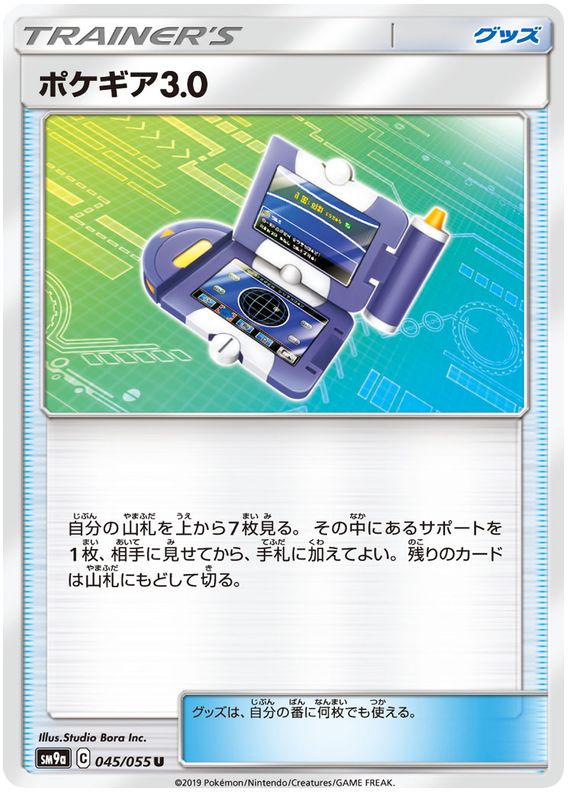 TRAINER'S グッズ
ポケギア3.0
自分の山札を上から7枚見る。その中にあるサポートを
1枚、相手に見せてから、手札に加えてよい。残りのカード
は山札にもどして切る。
グッズは、自分の番に何枚でも使える。
Illus.Studio Bora Inc.
SM9a C 045/055 U
©2019 Pokémon/Nintendo/Creatures/GAME FREAK.